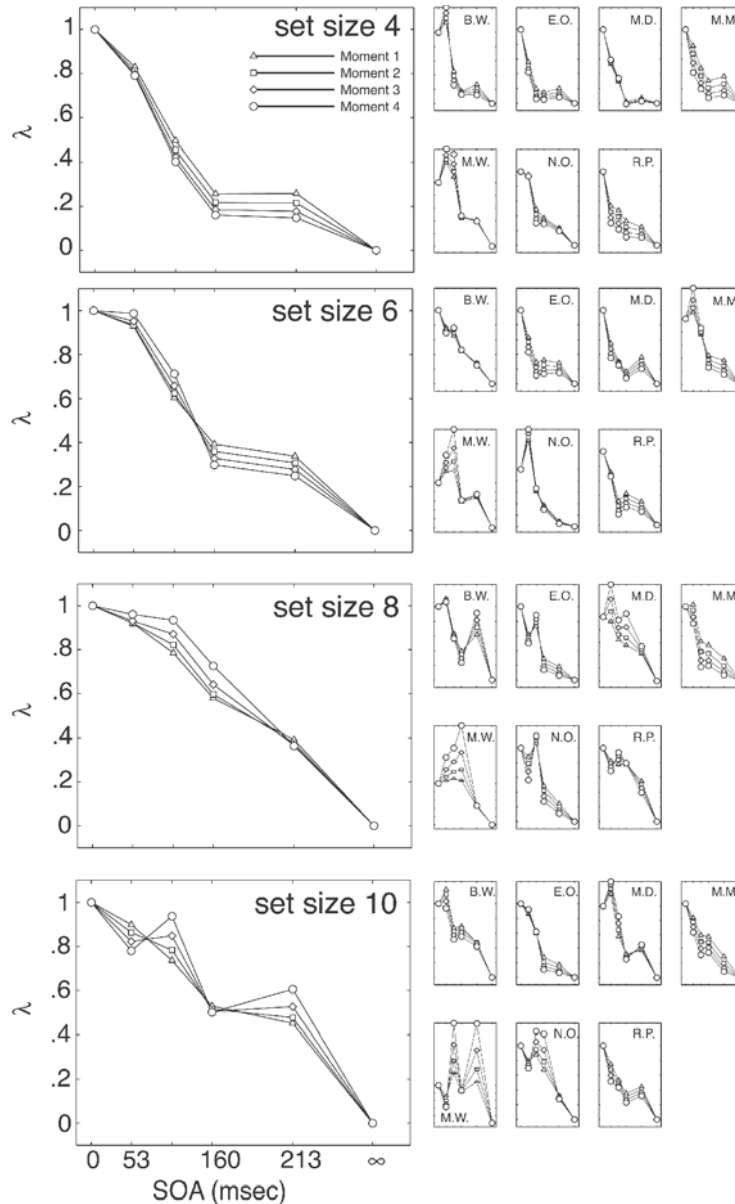 set size 4
Moment 1
Moment 2
Moment 3
Moment 4
1
.8
.6
.4
.2
0
λ
B.W.
E.O.
M.D.
M.M
M.W.
N.O.
R.P.
set size 6
1
.8
.6
.4
.2
0
λ
B.W.
E.O.
M.D.
M.M
M.W.
N.O.
R.P.
set size 8
1
.8
.6
.4
.2
0
λ
B.W.
E.O.
M.D.
M.M
M.W.
N.O.
R.P.
set size 10
1
.8
.6
.4
.2
0
λ
B.W.
E.O.
M.D.
M.M
M.W.
N.O.
R.P.
0 53 160 213 ∞
SOA (msec)